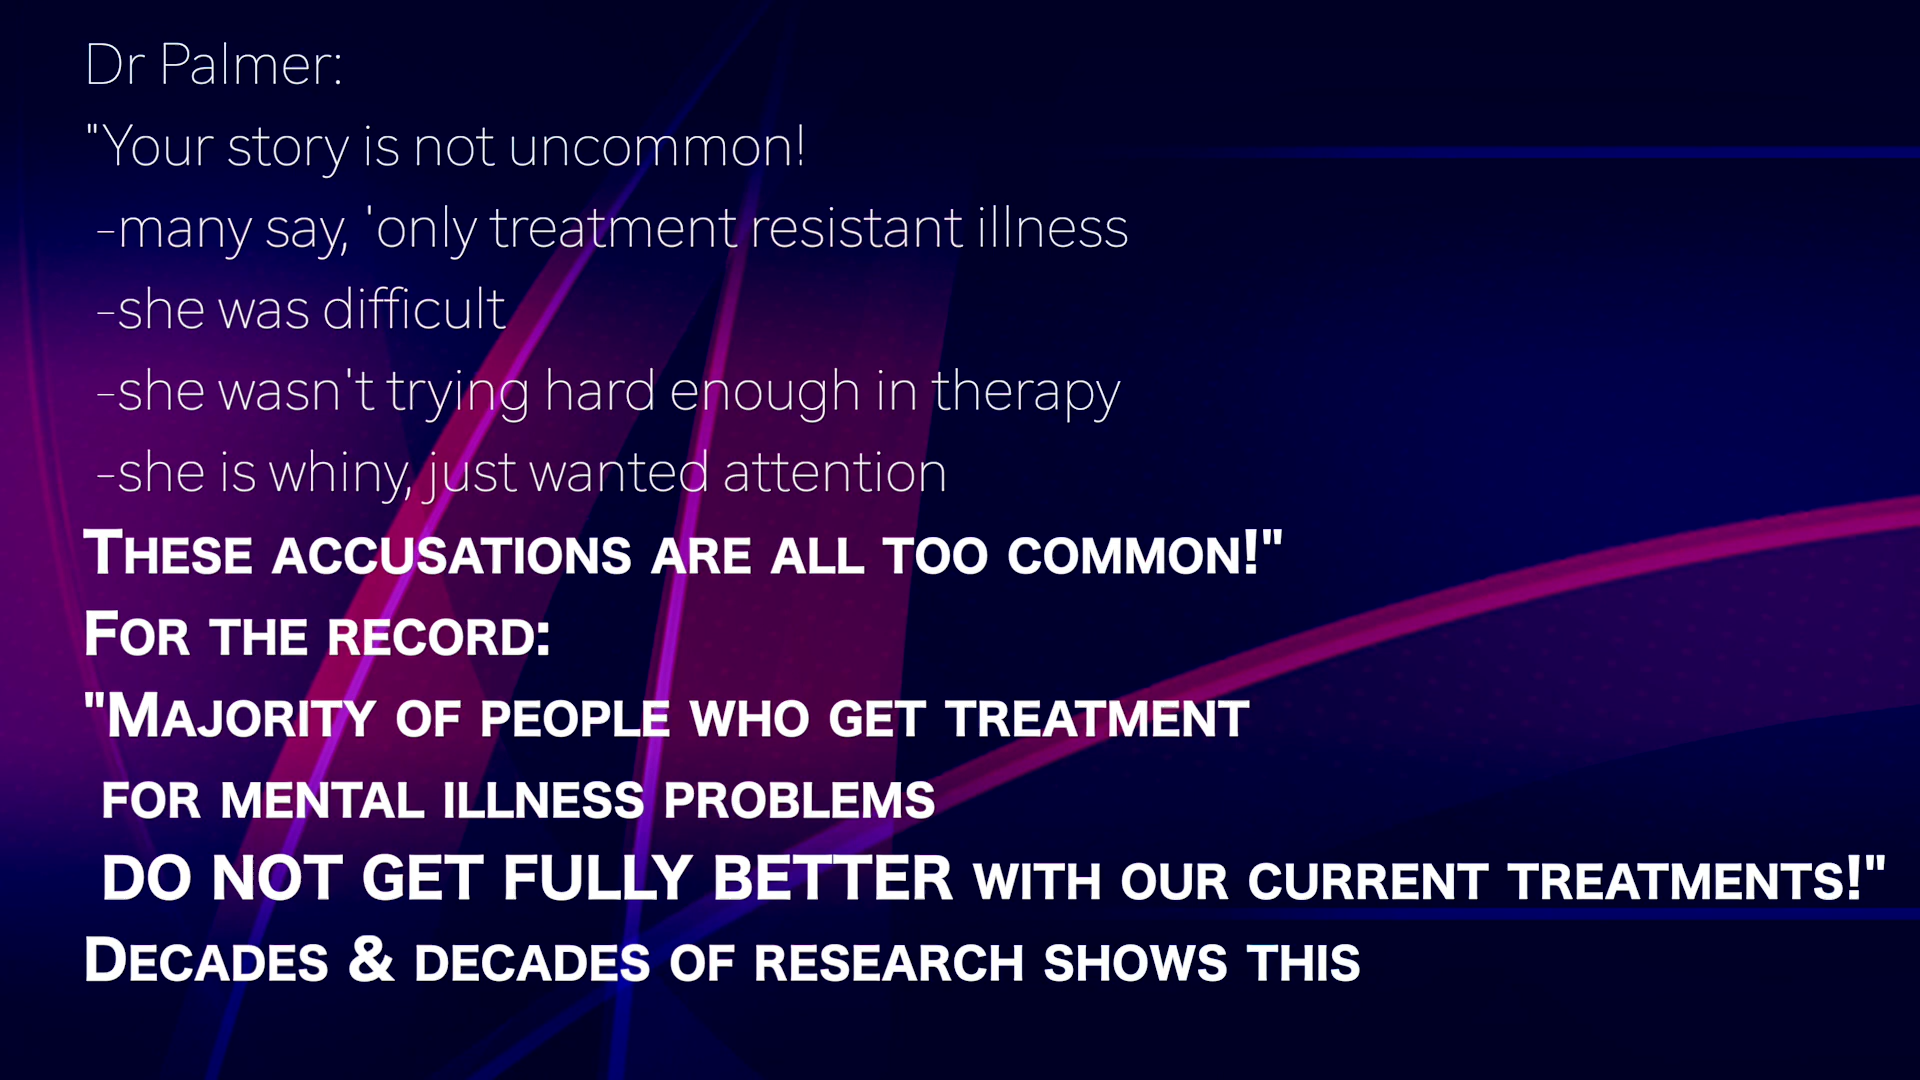 Dr Palmer:
"Your story is not uncommon!
-many say, 'only treatment resistant illness
-she was difficult
-she wasn't trying hard enough in therapy
-she is whiny, just wanted attention
These accusations are all too common!"
For the record:
"Majority of people who get treatment
for mental illness problems
DO NOT GET FULLY BETTER with our current treatments!"
Decades & decades of research shows this